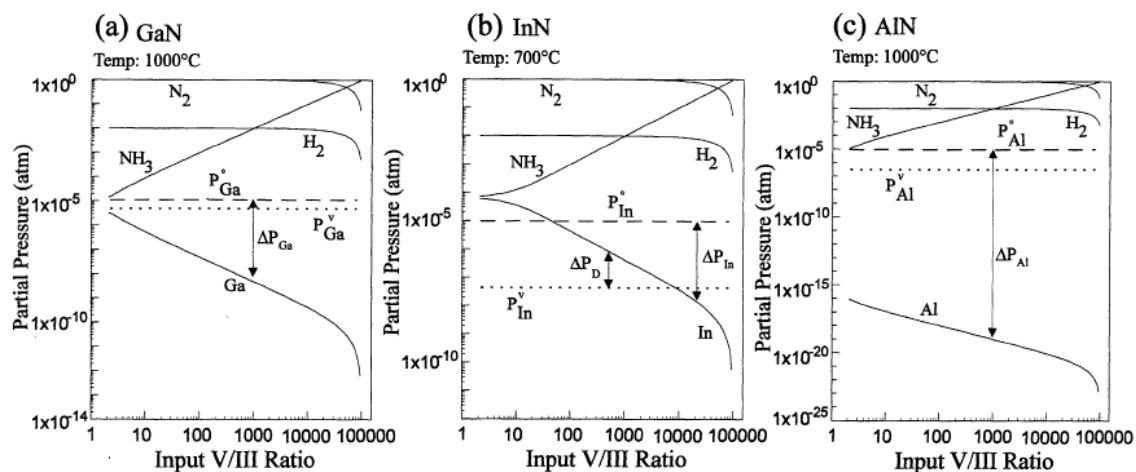 (a) GaN
Temp: 1000°C
Partial Pressure (atm)
1x10⁰
1x10⁻⁵
1x10⁻¹⁰
1x10⁻¹⁴
N₂
H₂
NH₃
P°Ga
PᵛGa
ΔPGa
Ga
1 10 100 1000 10000 100000
Input V/III Ratio
(b) InN
Temp: 700°C
Partial Pressure (atm)
1x10⁰
1x10⁻⁵
1x10⁻¹⁰
N₂
H₂
NH₃
P°In
ΔPD
ΔPIn
PᵛIn
In
1 10 100 1000 10000 100000
Input V/III Ratio
(c) AlN
Temp: 1000°C
Partial Pressure (atm)
1x10⁰
1x10⁻⁵
1x10⁻¹⁰
1x10⁻¹⁵
1x10⁻²⁰
1x10⁻²⁵
N₂
NH₃
H₂
P°Al
PᵛAl
ΔPAl
Al
1 10 100 1000 10000 100000
Input V/III Ratio